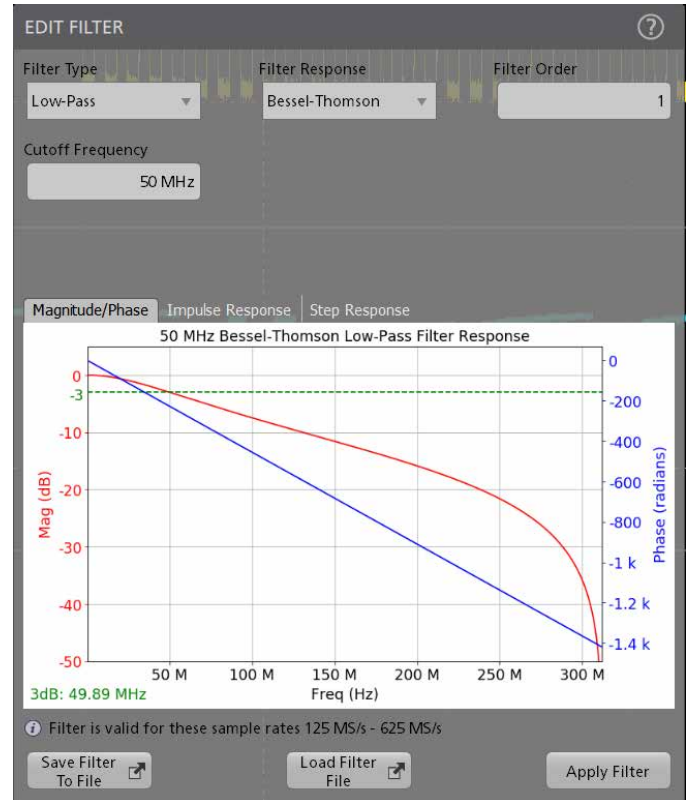 EDIT FILTER
?
Filter Type
Filter Response
Filter Order
Low-Pass
Bessel-Thomson
1
Cutoff Frequency
50 MHz
Magnitude/Phase
Impulse Response
Step Response
50 MHz Bessel-Thomson Low-Pass Filter Response
0
-3
-10
-20
-30
-40
-50
Mag (dB)
0
-200
-400
-600
-800
-1 k
-1.2 k
-1.4 k
Phase (radians)
50 M
100 M
150 M
200 M
250 M
300 M
3dB: 49.89 MHz
Freq (Hz)
i Filter is valid for these sample rates 125 MS/s - 625 MS/s
Save Filter
To File
Load Filter
File
Apply Filter